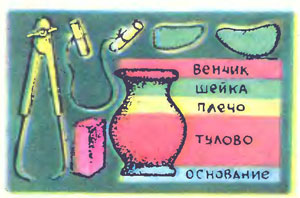 ВЕНЧИК
ШЕЙКА
ПЛЕЧО
ТУЛОВО
ОСНОВАНИЕ